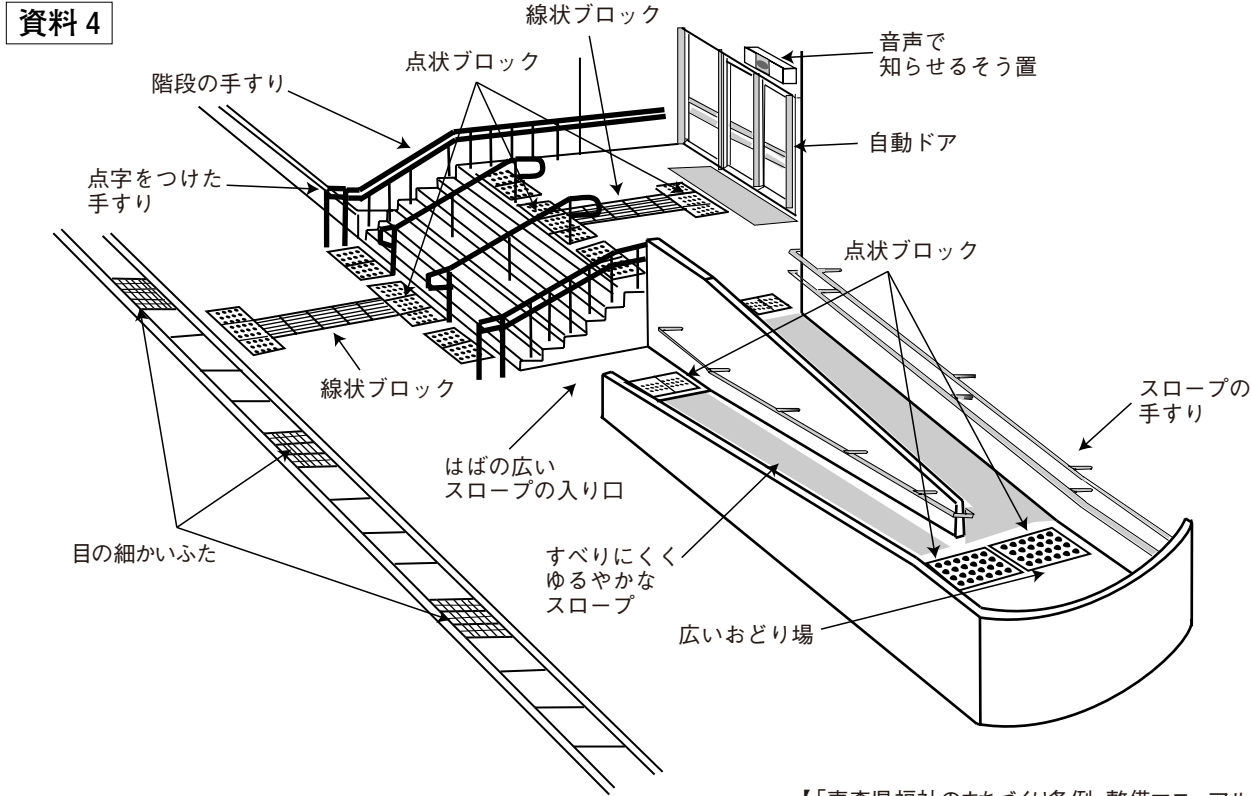 資料 4
線状ブロック
点状ブロック
音声で
知らせるそう置
階段の手すり
自動ドア
点字をつけた
手すり
点状ブロック
線状ブロック
スロープの
手すり
はばの広い
スロープの入り口
目の細かいふた
すべりにくく
ゆるやかな
スロープ
広いおどり場